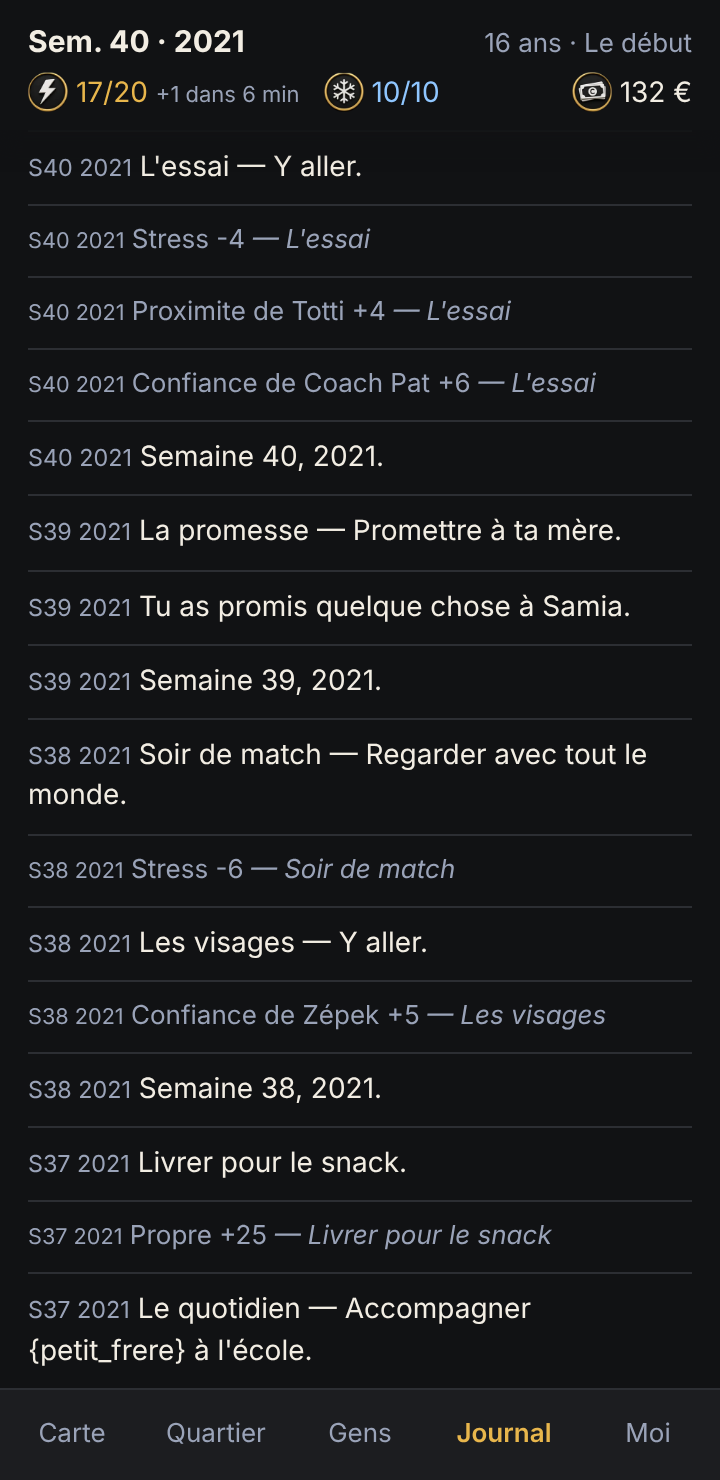 Sem. 40 · 2021
16 ans · Le début
17/20 +1 dans 6 min
10/10
132 €
S40 2021 L'essai — Y aller.
S40 2021 Stress -4 — L'essai
S40 2021 Proximite de Totti +4 — L'essai
S40 2021 Confiance de Coach Pat +6 — L'essai
S40 2021 Semaine 40, 2021.
S39 2021 La promesse — Promettre à ta mère.
S39 2021 Tu as promis quelque chose à Samia.
S39 2021 Semaine 39, 2021.
S38 2021 Soir de match — Regarder avec tout le
monde.
S38 2021 Stress -6 — Soir de match
S38 2021 Les visages — Y aller.
S38 2021 Confiance de Zépek +5 — Les visages
S38 2021 Semaine 38, 2021.
S37 2021 Livrer pour le snack.
S37 2021 Propre +25 — Livrer pour le snack
S37 2021 Le quotidien — Accompagner
{petit_frere} à l'école.
Carte
Quartier
Gens
Journal
Moi